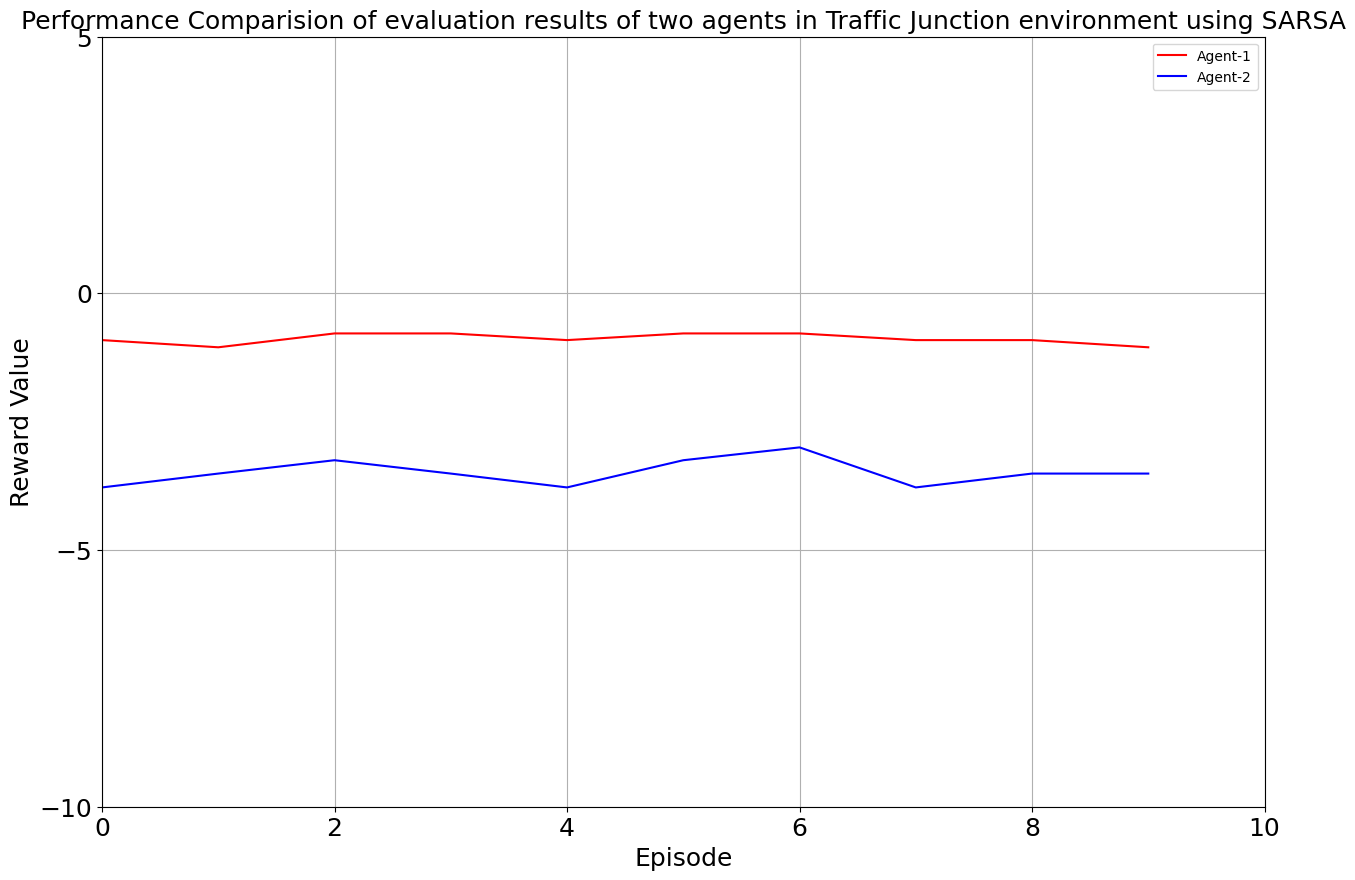 Performance Comparision of evaluation results of two agents in Traffic Junction environment using SARSA
5
Agent-1
Agent-2
0
Reward Value
−5
−10
0 2 4 6 8 10
Episode